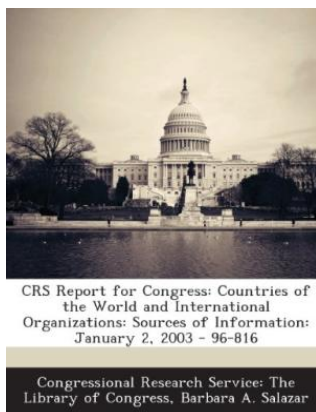 CRS Report for Congress: Countries of
the World and International
Organizations: Sources of Information:
January 2, 2003 - 96-816
Congressional Research Service: The
Library of Congress, Barbara A. Salazar